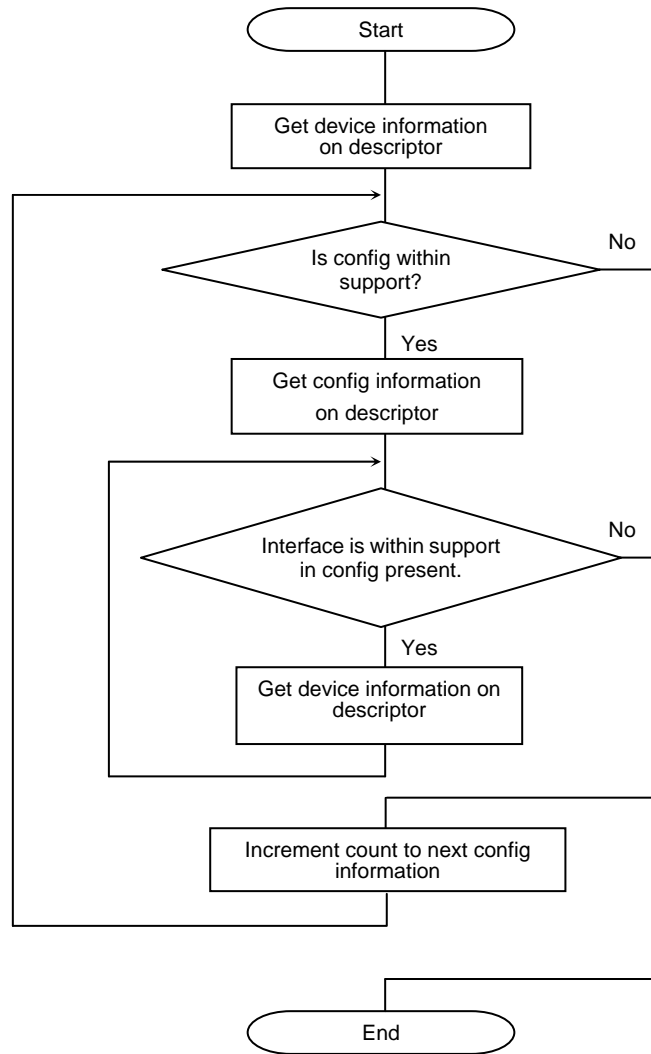 Start
Get device information
on descriptor
Is config within
support?
No
Yes
Get config information
on descriptor
Interface is within support
in config present.
No
Yes
Get device information on
descriptor
Increment count to next config
information
End